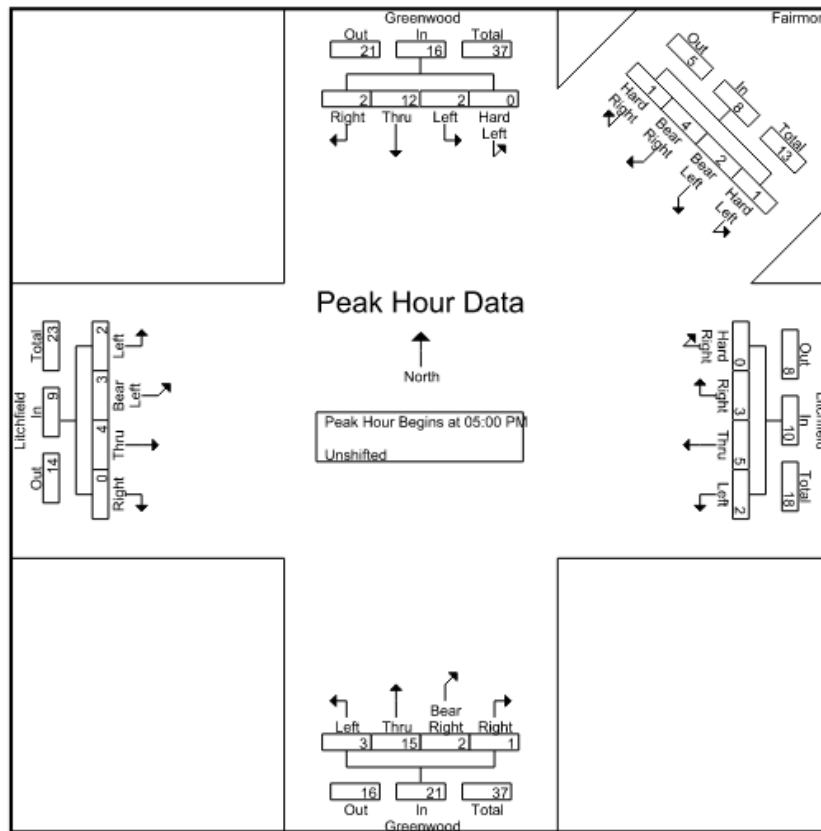 Greenwood
Out In Total
21 16 37
2 12 2 0
Right Thru Left Hard
Left
Fairmon
Out
5
In
8
Total
13
1 4 2 1
Hard
Right
Bear
Right
Bear
Left
Hard
Left
Peak Hour Data
North
Peak Hour Begins at 05:00 PM
Unshifted
Litchfield
Total In Out
23 9 14
2 3 4 0
Left
Bear
Left
Thru
Right
Litchfield
Out In Total
8 10 18
0 3 5 2
Hard
Right
Right
Thru
Left
Left Thru Bear
Right Right
3 15 2 1
16 21 37
Out In Total
Greenwood